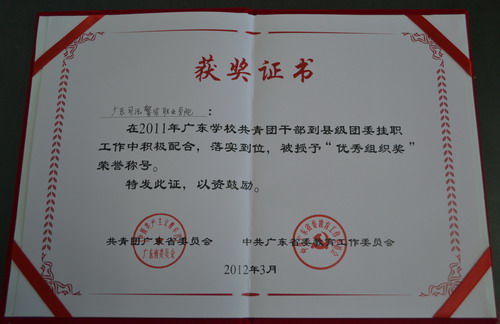 获奖证书
广东司法警官职业学院：
在2011年广东学校共青团干部到县级团委挂职
工作中积极配合，落实到位，被授予“优秀组织奖”
荣誉称号。
特发此证，以资鼓励。
共青团广东省委员会 中共广东省委教育工作委员会
2012年3月